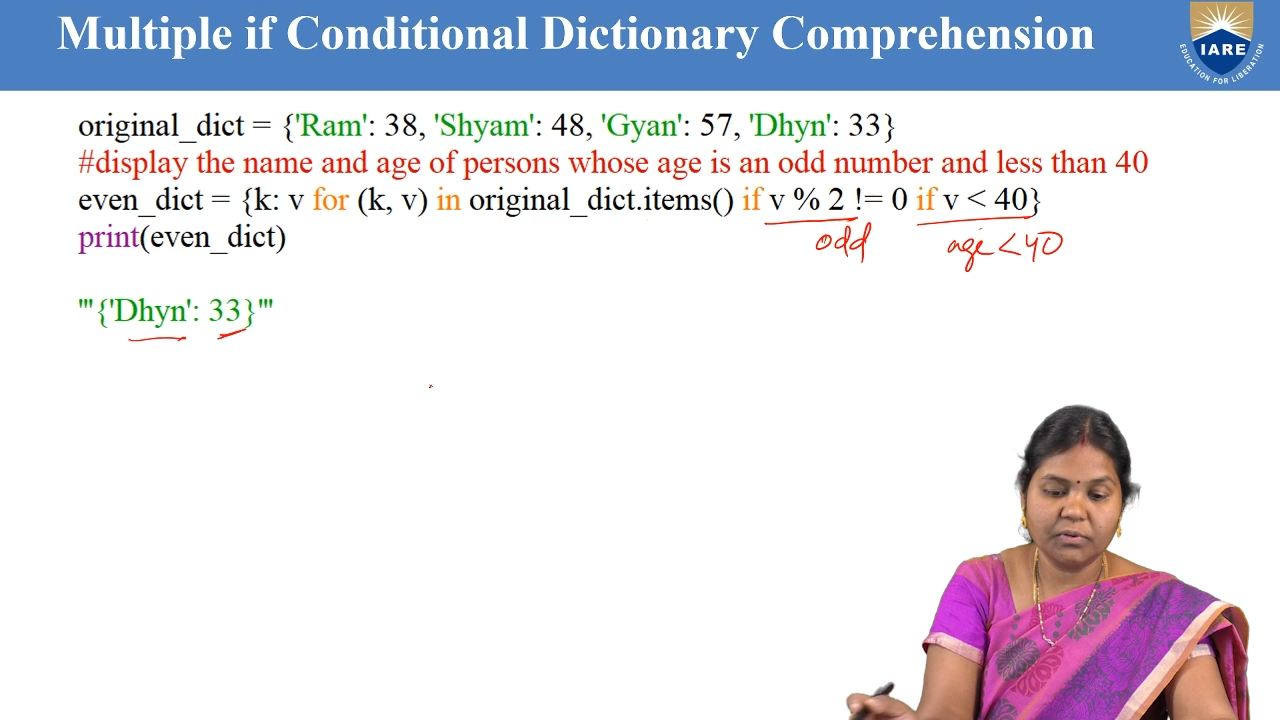 Multiple if Conditional Dictionary Comprehension
IARE
EDUCATION FOR LIBERATION
original_dict = {'Ram': 38, 'Shyam': 48, 'Gyan': 57, 'Dhyn': 33}
#display the name and age of persons whose age is an odd number and less than 40
even_dict = {k: v for (k, v) in original_dict.items() if v % 2 != 0 if v < 40}
print(even_dict)
odd
age < 40
'''{'Dhyn': 33}'''